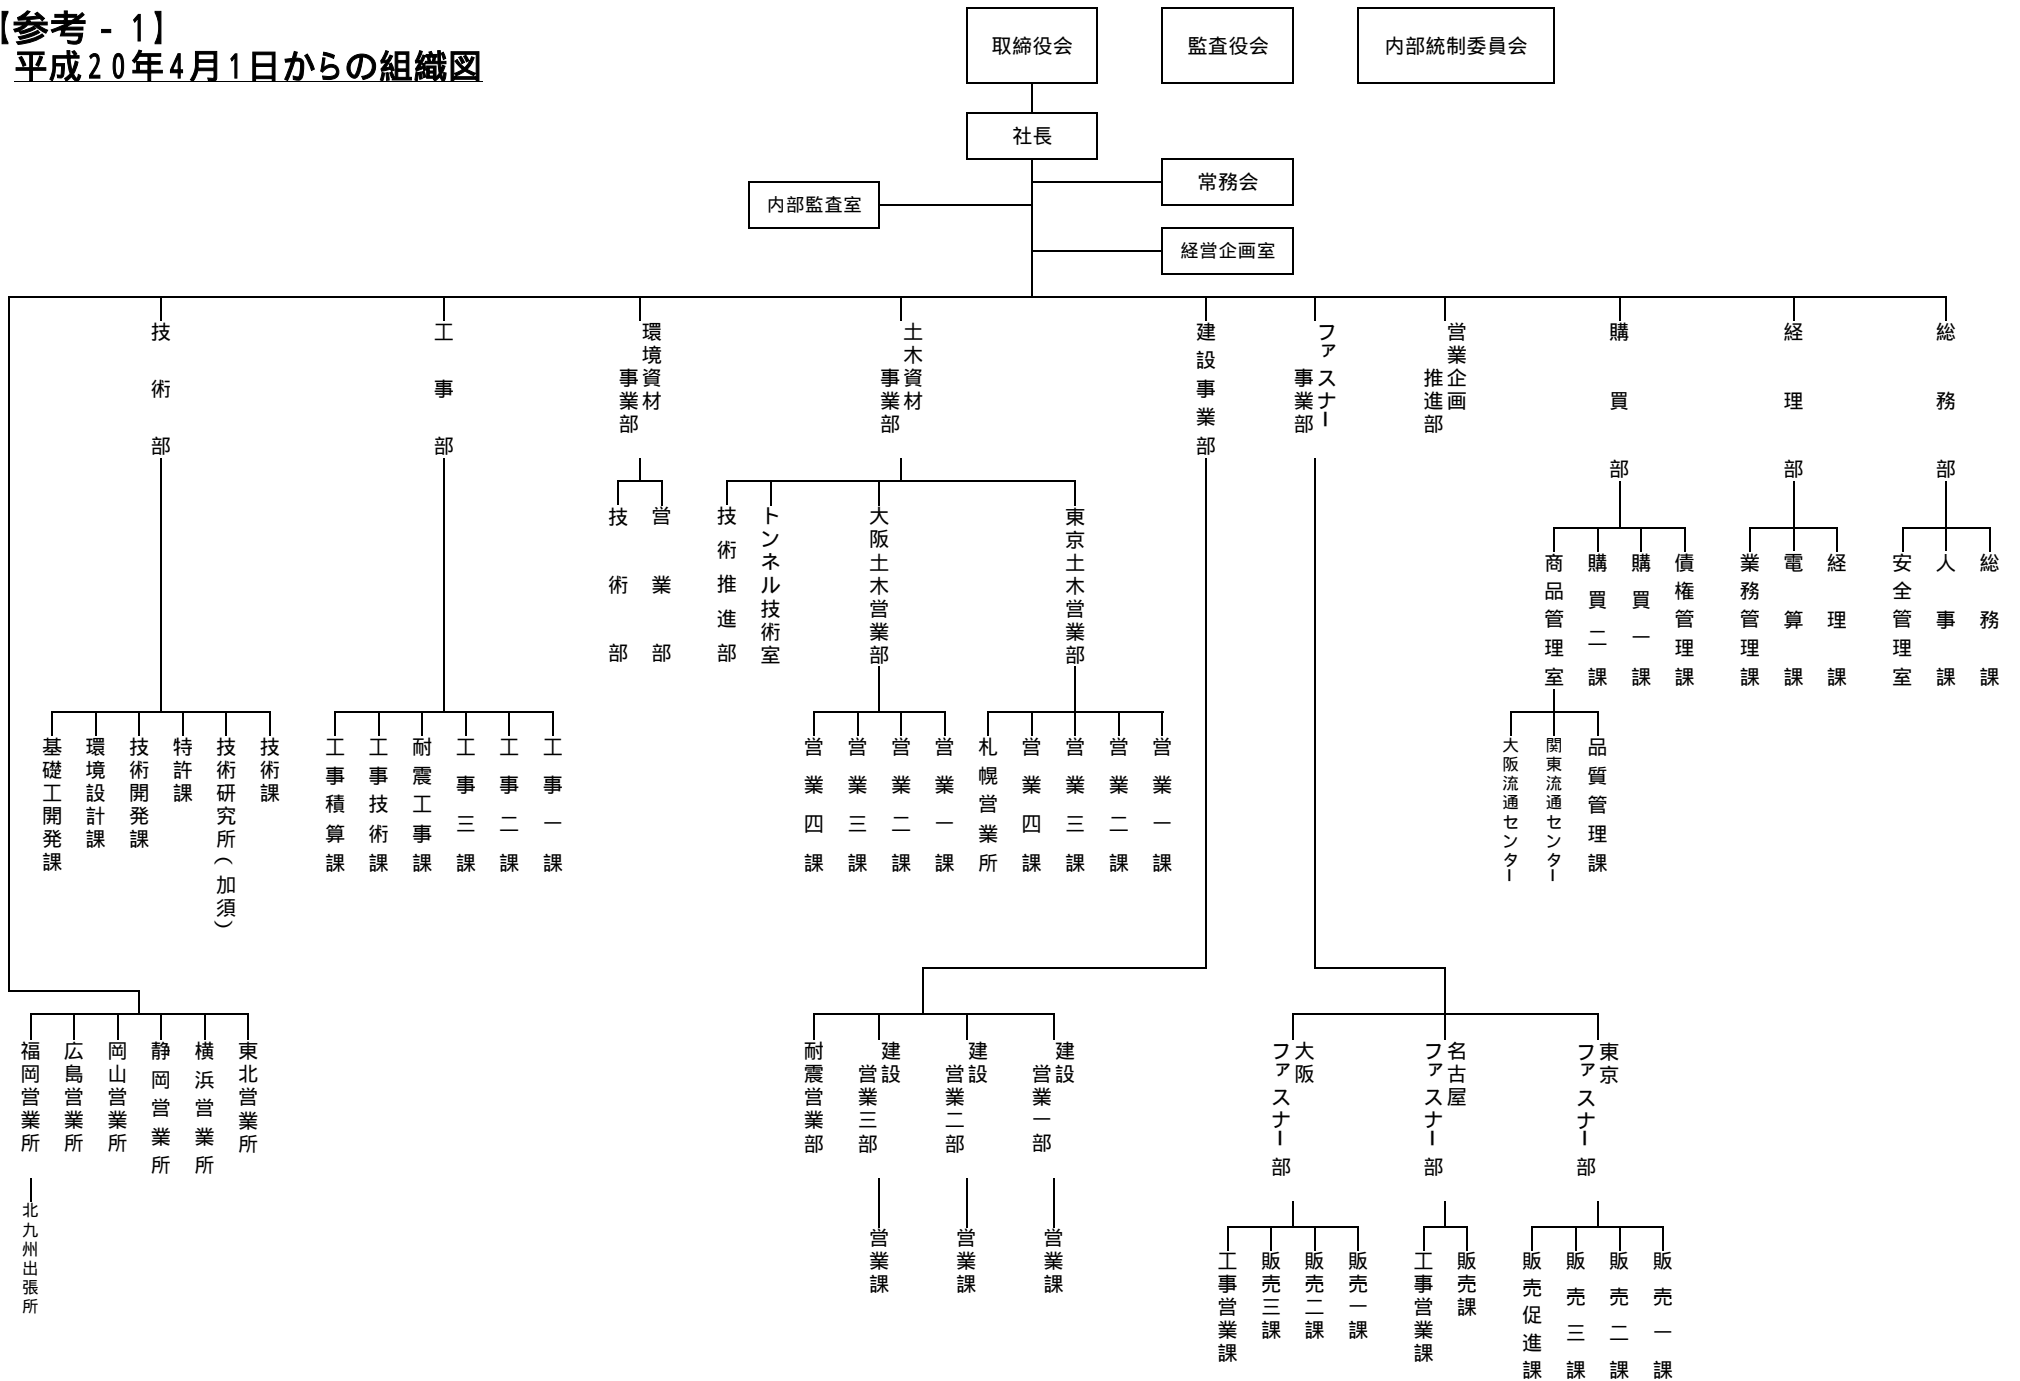 【参考－1】
平成20年4月1日からの組織図
取締役会
監査役会
内部統制委員会
社長
常務会
内部監査室
経営企画室
総務部
経理部
購買部
営業企画
推進部
ファスナー
事業部
建設事業部
土木資材
事業部
環境資材
事業部
工事部
技術部
総務課
人事課
安全管理室
経理課
電算課
業務管理課
債権管理課
購買一課
購買二課
商品管理室
東京土木営業部
大阪土木営業部
トンネル技術室
技術推進部
営業部
技術部
品質管理課
関東流通センター
大阪流通センター
営業一課
営業二課
営業三課
営業四課
札幌営業所
営業一課
営業二課
営業三課
営業四課
工事一課
工事二課
工事三課
耐震工事課
工事技術課
工事積算課
技術課
技術研究所(加須)
特許課
技術開発課
環境設計課
基礎工開発課
東京
ファスナー部
名古屋
ファスナー部
大阪
ファスナー部
建設
営業一部
建設
営業二部
建設
営業三部
耐震営業部
東北営業所
横浜営業所
静岡営業所
岡山営業所
広島営業所
福岡営業所
北九州出張所
販売一課
販売二課
販売三課
販売促進課
販売課
工事営業課
販売一課
販売二課
販売三課
工事営業課
営業課
営業課
営業課